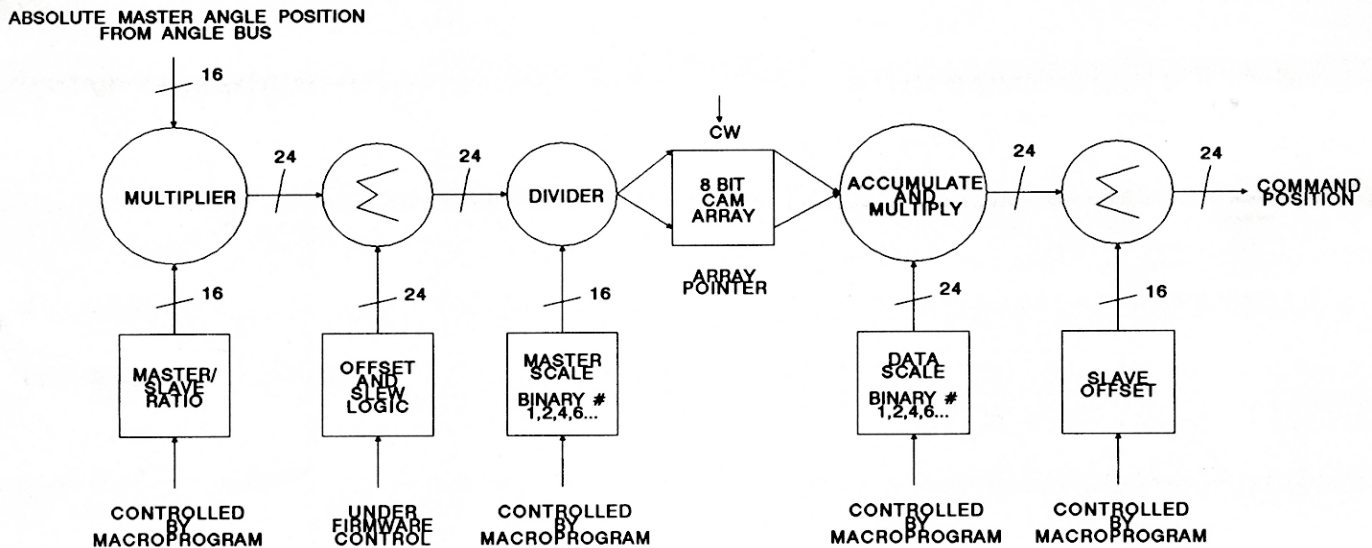 ABSOLUTE MASTER ANGLE POSITION
FROM ANGLE BUS
16
MULTIPLIER
24
24
DIVIDER
CW
8 BIT
CAM
ARRAY
ARRAY
POINTER
ACCUMULATE
AND
MULTIPLY
24
24
COMMAND
POSITION
16
24
16
24
16
MASTER/
SLAVE
RATIO
OFFSET
AND
SLEW
LOGIC
MASTER
SCALE
BINARY #
1,2,4,6...
DATA
SCALE
BINARY #
1,2,4,6...
SLAVE
OFFSET
CONTROLLED
BY
MACROPROGRAM
UNDER
FIRMWARE
CONTROL
CONTROLLED
BY
MACROPROGRAM
CONTROLLED
BY
MACROPROGRAM
CONTROLLED
BY
MACROPROGRAM